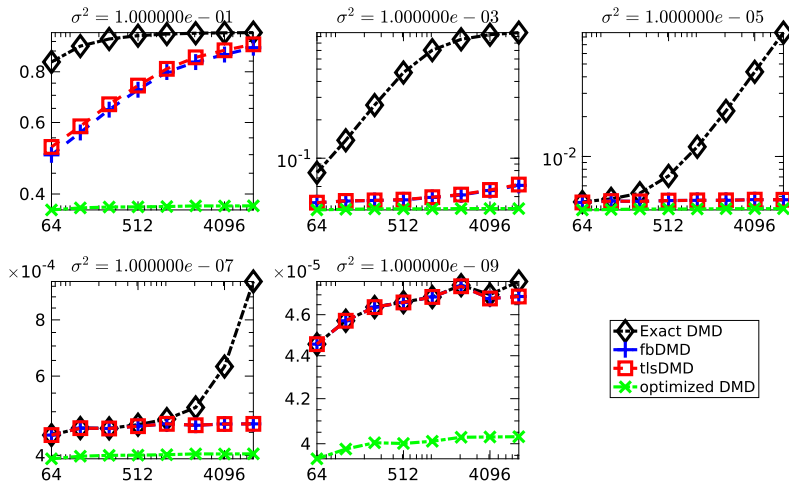 σ² = 1.000000e − 01
σ² = 1.000000e − 03
σ² = 1.000000e − 05
0.8
0.6
0.4
64 512 4096
10⁻¹
64 512 4096
10⁻²
64 512 4096
×10⁻⁴ σ² = 1.000000e − 07
×10⁻⁵ σ² = 1.000000e − 09
8
6
4
64 512 4096
4.6
4.4
4.2
4
64 512 4096
Exact DMD
fbDMD
tlsDMD
optimized DMD